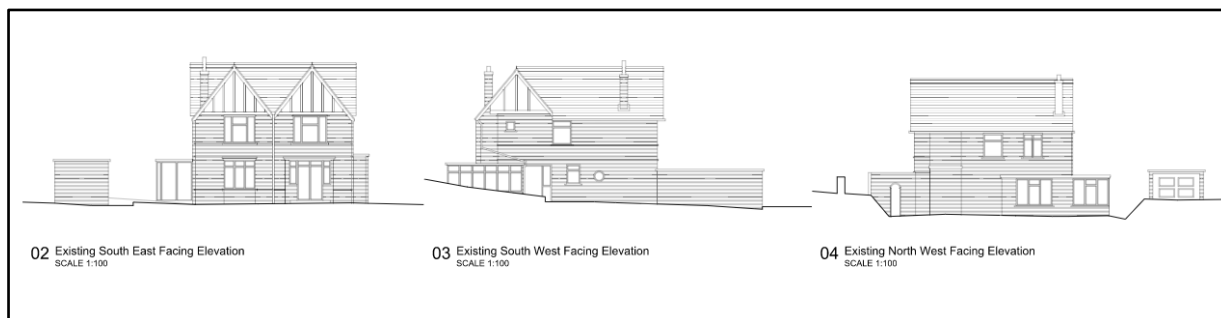 02 Existing South East Facing Elevation
SCALE 1:100
03 Existing South West Facing Elevation
SCALE 1:100
04 Existing North West Facing Elevation
SCALE 1:100